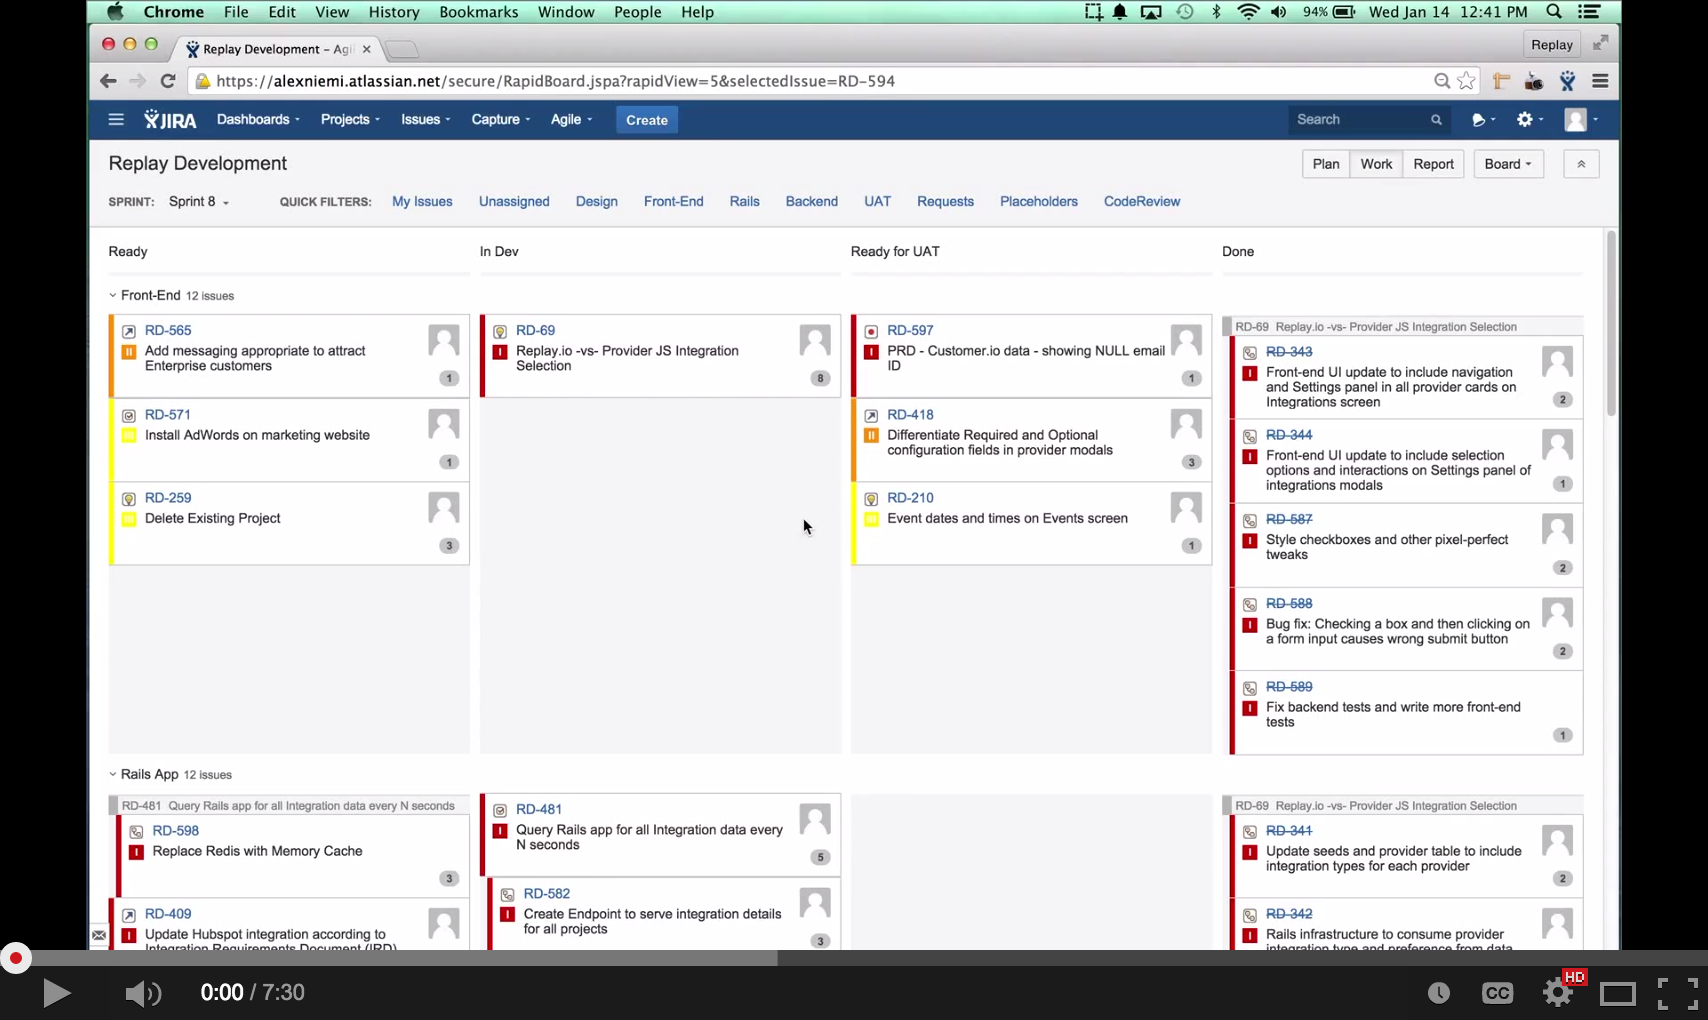 Chrome File Edit View History Bookmarks Window People Help 94% Wed Jan 14 12:41 PM
Replay Development – Agi Replay
https://alexniemi.atlassian.net/secure/RapidBoard.jspa?rapidView=5&selectedIssue=RD-594
JIRA Dashboards Projects Issues Capture Agile Create Search
Replay Development Plan Work Report Board
SPRINT: Sprint 8 QUICK FILTERS: My Issues Unassigned Design Front-End Rails Backend UAT Requests Placeholders CodeReview
Ready In Dev Ready for UAT Done
Front-End 12 issues
RD-565
Add messaging appropriate to attract
Enterprise customers
1
RD-571
Install AdWords on marketing website
1
RD-259
Delete Existing Project
3
RD-69
Replay.io -vs- Provider JS Integration
Selection
8
RD-597
PRD - Customer.io data - showing NULL email
ID
1
RD-418
Differentiate Required and Optional
configuration fields in provider modals
3
RD-210
Event dates and times on Events screen
1
RD-69 Replay.io -vs- Provider JS Integration Selection
RD-343
Front-end UI update to include navigation
and Settings panel in all provider cards on
Integrations screen
2
RD-344
Front-end UI update to include selection
options and interactions on Settings panel of
integrations modals
1
RD-587
Style checkboxes and other pixel-perfect
tweaks
2
RD-588
Bug fix: Checking a box and then clicking on
a form input causes wrong submit button
2
RD-589
Fix backend tests and write more front-end
tests
1
Rails App 12 issues
RD-481 Query Rails app for all Integration data every N seconds
RD-598
Replace Redis with Memory Cache
3
RD-409
Update Hubspot integration according to
Integration Requirements Document (IRD)
RD-481
Query Rails app for all Integration data every
N seconds
5
RD-582
Create Endpoint to serve integration details
for all projects
3
RD-69 Replay.io -vs- Provider JS Integration Selection
RD-341
Update seeds and provider table to include
integration types for each provider
2
RD-342
Rails infrastructure to consume provider
integration type and preference from data
0:00 / 7:30 CC HD